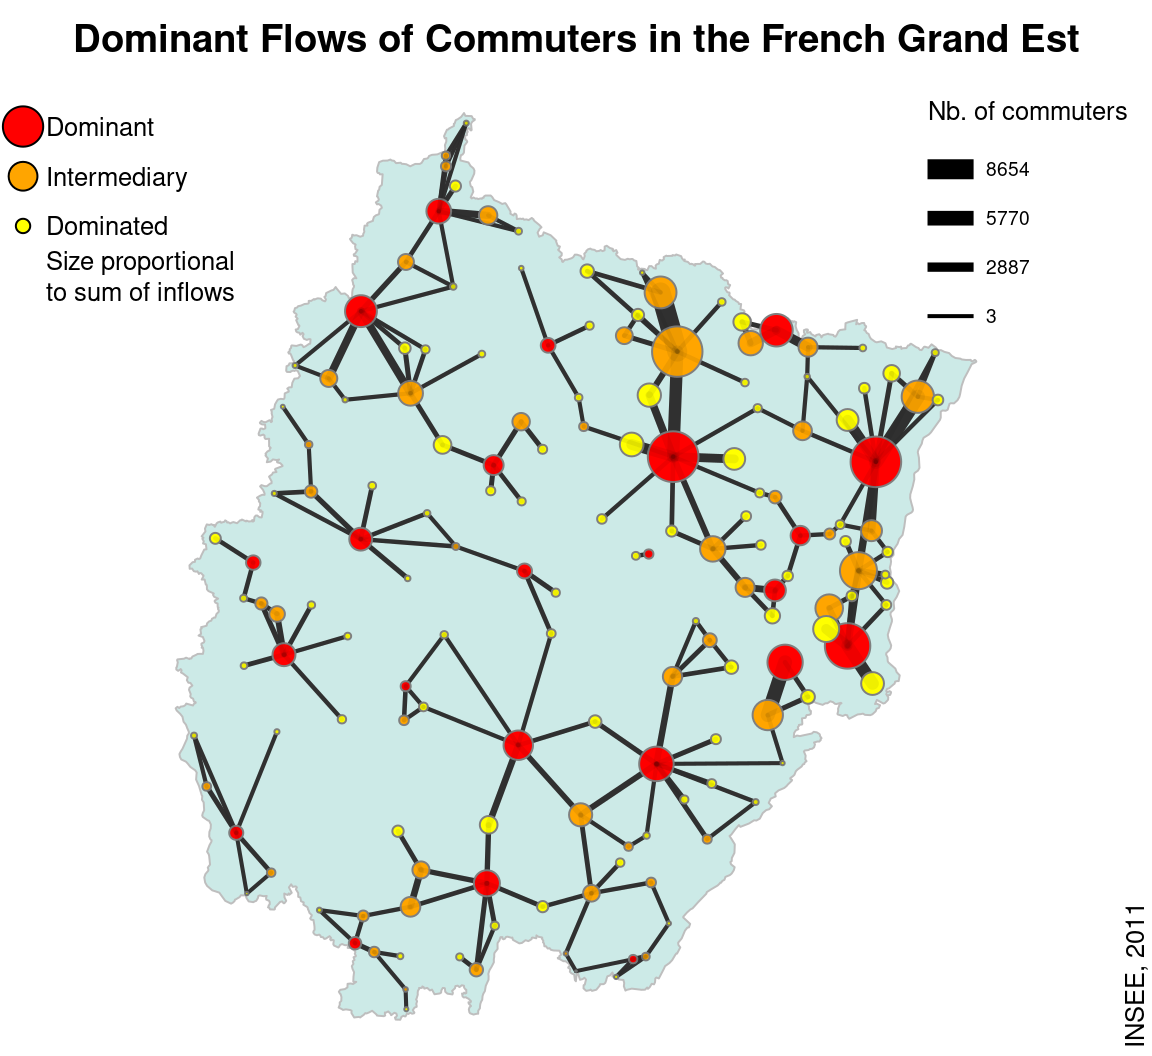 Dominant Flows of Commuters in the French Grand Est
Dominant
Intermediary
Dominated
Size proportional
to sum of inflows
Nb. of commuters
8654
5770
2887
3
INSEE, 2011